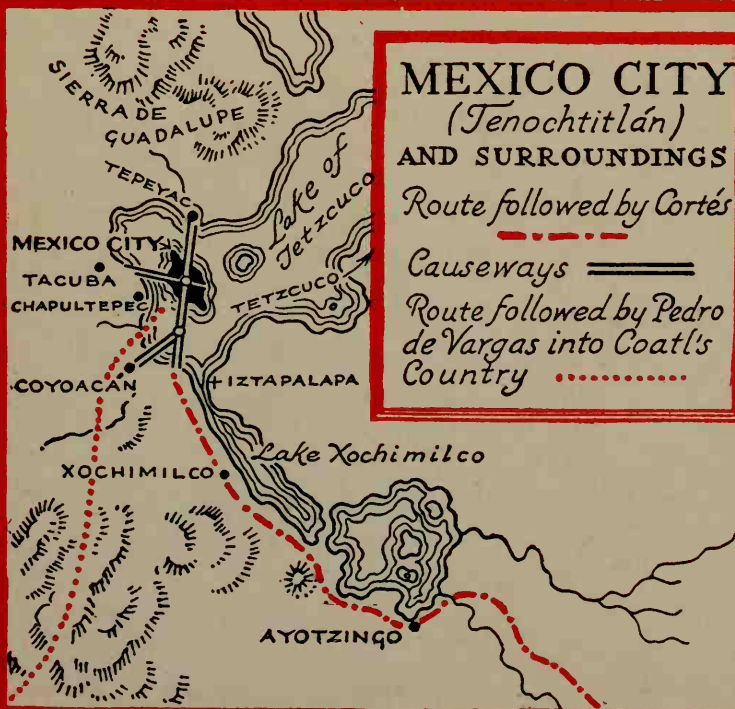 MEXICO CITY
(Tenochtitlán)
AND SURROUNDINGS
Route followed by Cortés
Causeways
Route followed by Pedro
de Vargas into Coatl's
Country
SIERRA DE
GUADALUPE
TEPEYAC
Lake of
Tetzcuco
MEXICO CITY
TACUBA
TETZCUCO
CHAPULTEPEC
COYOACAN
IZTAPALAPA
Lake Xochimilco
XOCHIMILCO
AYOTZINGO